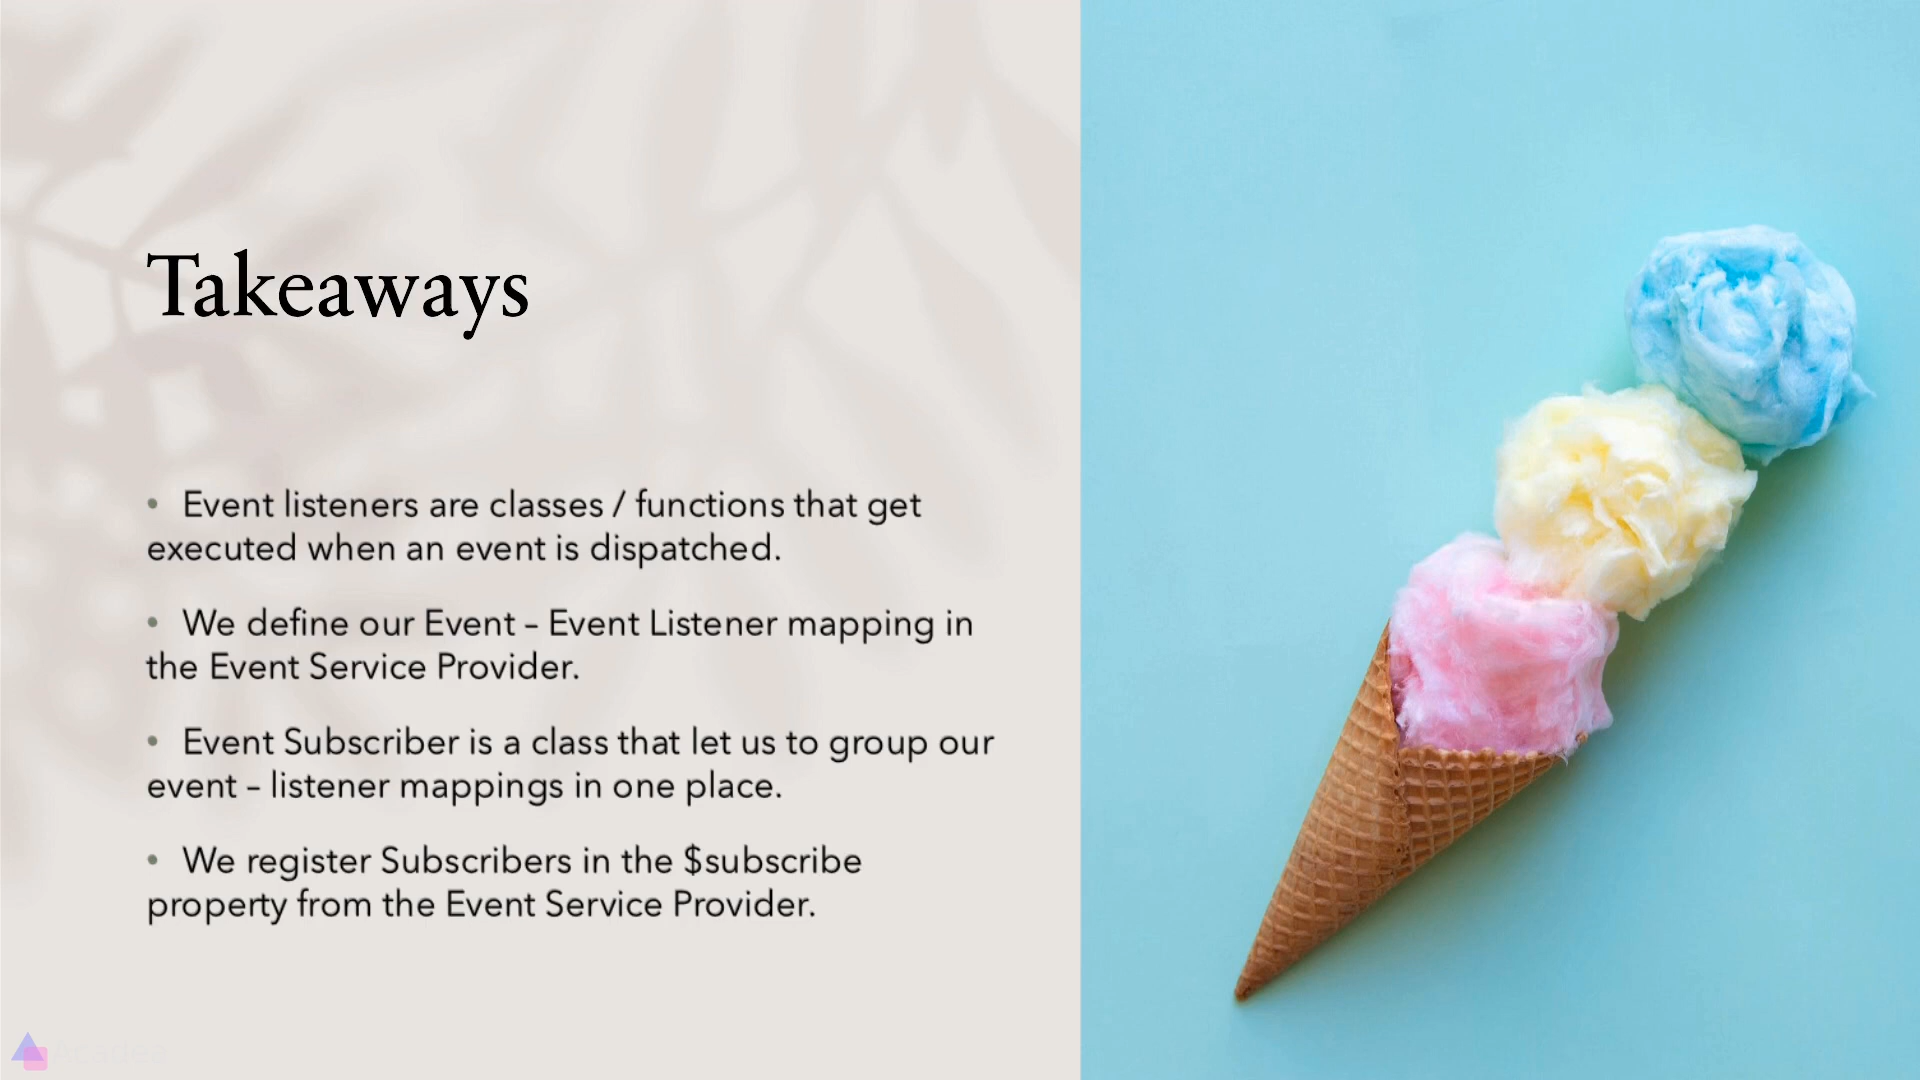 Takeaways
• Event listeners are classes / functions that get
executed when an event is dispatched.
• We define our Event – Event Listener mapping in
the Event Service Provider.
• Event Subscriber is a class that let us to group our
event – listener mappings in one place.
• We register Subscribers in the $subscribe
property from the Event Service Provider.
Acadea